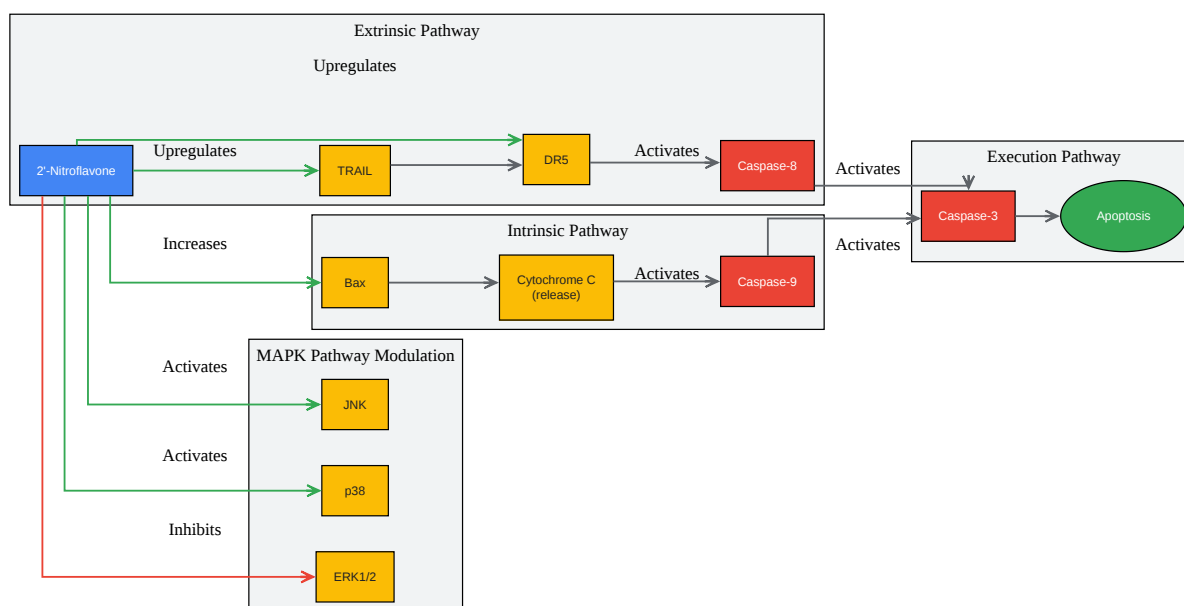 Extrinsic Pathway
Upregulates
2'-Nitroflavone
Upregulates
TRAIL
DR5
Activates
Caspase-8
Activates
Execution Pathway
Caspase-3
Apoptosis
Intrinsic Pathway
Increases
Bax
Cytochrome C
(release)
Activates
Caspase-9
Activates
MAPK Pathway Modulation
Activates
JNK
Activates
p38
Inhibits
ERK1/2